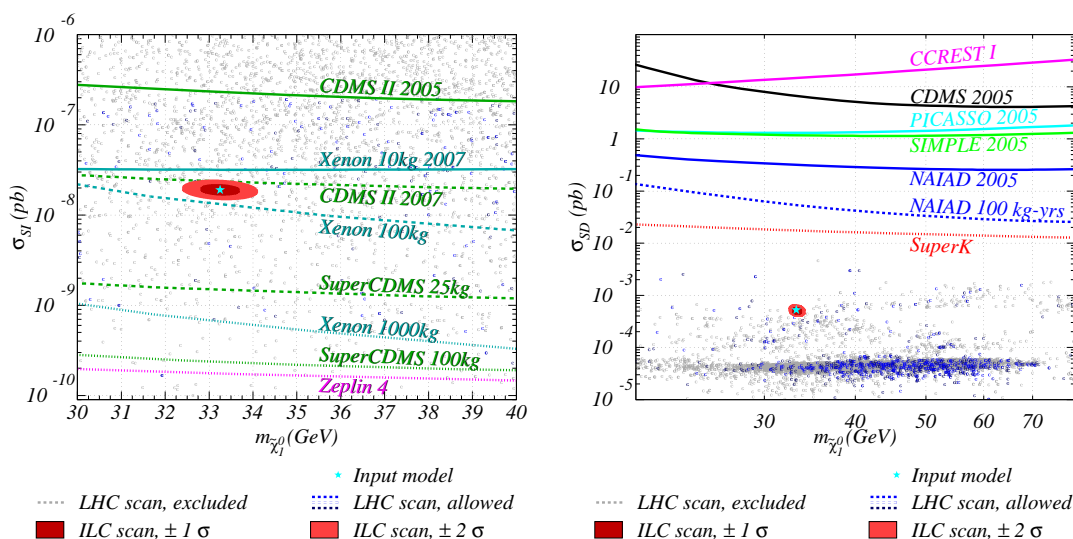 10 -6
10 -7
10 -8
10 -9
10 -10
σSI (pb)
CDMS II 2005
Xenon 10kg 2007
CDMS II 2007
Xenon 100kg
SuperCDMS 25kg
Xenon 1000kg
SuperCDMS 100kg
Zeplin 4
30 31 32 33 34 35 36 37 38 39 40
m χ̃⁰₁ (GeV)
Input model
LHC scan, excluded LHC scan, allowed
ILC scan, ± 1 σ ILC scan, ± 2 σ
10
1
10 -1
10 -2
10 -3
10 -4
10 -5
10
σSD (pb)
CCREST I
CDMS 2005
PICASSO 2005
SIMPLE 2005
NAIAD 2005
NAIAD 100 kg-yrs
SuperK
30 40 50 60 70
m χ̃⁰₁ (GeV)
Input model
LHC scan, excluded LHC scan, allowed
ILC scan, ± 1 σ ILC scan, ± 2 σ